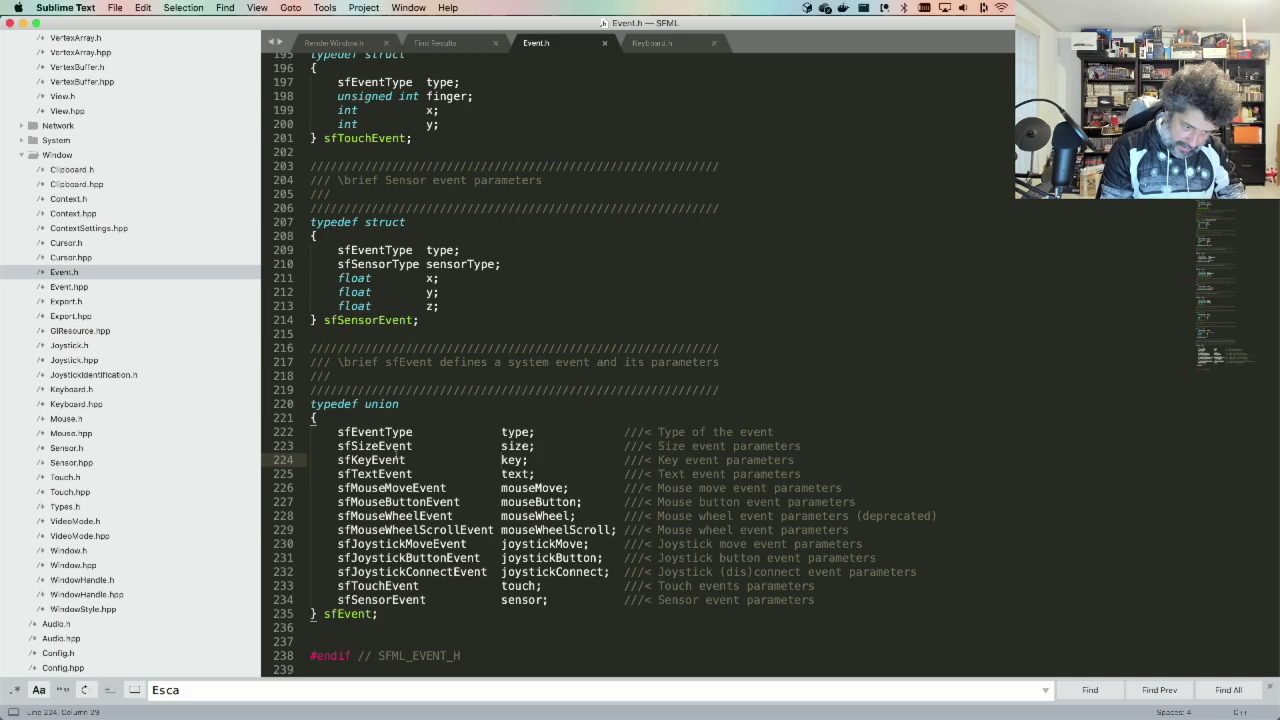 Sublime Text File Edit Selection Find View Goto Tools Project Window Help
Event.h — SFML
RenderWindow.h × Find Results × Event.h × Keyboard.h ×
VertexArray.h
VertexArray.hpp
VertexBuffer.h
VertexBuffer.hpp
View.h
View.hpp
Network
System
Window
Clipboard.h
Clipboard.hpp
Context.h
Context.hpp
ContextSettings.hpp
Cursor.h
Cursor.hpp
Event.h
Event.hpp
Export.h
Export.hpp
GlResource.hpp
Joystick.h
Joystick.hpp
JoystickIdentification.h
Keyboard.h
Keyboard.hpp
Mouse.h
Mouse.hpp
Sensor.h
Sensor.hpp
Touch.h
Touch.hpp
Types.h
VideoMode.h
VideoMode.hpp
Window.h
Window.hpp
WindowHandle.h
WindowHandle.hpp
WindowStyle.hpp
Audio.h
Audio.hpp
Config.h
Config.hpp
195 typedef struct
196 {
197 sfEventType type;
198 unsigned int finger;
199 int x;
200 int y;
201 } sfTouchEvent;
202
203 ////////////////////////////////////////////////////////////
204 /// \brief Sensor event parameters
205 ///
206 ////////////////////////////////////////////////////////////
207 typedef struct
208 {
209 sfEventType type;
210 sfSensorType sensorType;
211 float x;
212 float y;
213 float z;
214 } sfSensorEvent;
215
216 ////////////////////////////////////////////////////////////
217 /// \brief sfEvent defines a system event and its parameters
218 ///
219 ////////////////////////////////////////////////////////////
220 typedef union
221 {
222 sfEventType type; ///< Type of the event
223 sfSizeEvent size; ///< Size event parameters
224 sfKeyEvent key; ///< Key event parameters
225 sfTextEvent text; ///< Text event parameters
226 sfMouseMoveEvent mouseMove; ///< Mouse move event parameters
227 sfMouseButtonEvent mouseButton; ///< Mouse button event parameters
228 sfMouseWheelEvent mouseWheel; ///< Mouse wheel event parameters (deprecated)
229 sfMouseWheelScrollEvent mouseWheelScroll; ///< Mouse wheel event parameters
230 sfJoystickMoveEvent joystickMove; ///< Joystick move event parameters
231 sfJoystickButtonEvent joystickButton; ///< Joystick button event parameters
232 sfJoystickConnectEvent joystickConnect; ///< Joystick (dis)connect event parameters
233 sfTouchEvent touch; ///< Touch events parameters
234 sfSensorEvent sensor; ///< Sensor event parameters
235 } sfEvent;
236
237
238 #endif // SFML_EVENT_H
239
.* Aa "" Esca Find Find Prev Find All
Line 224, Column 29 Spaces: 4 C++